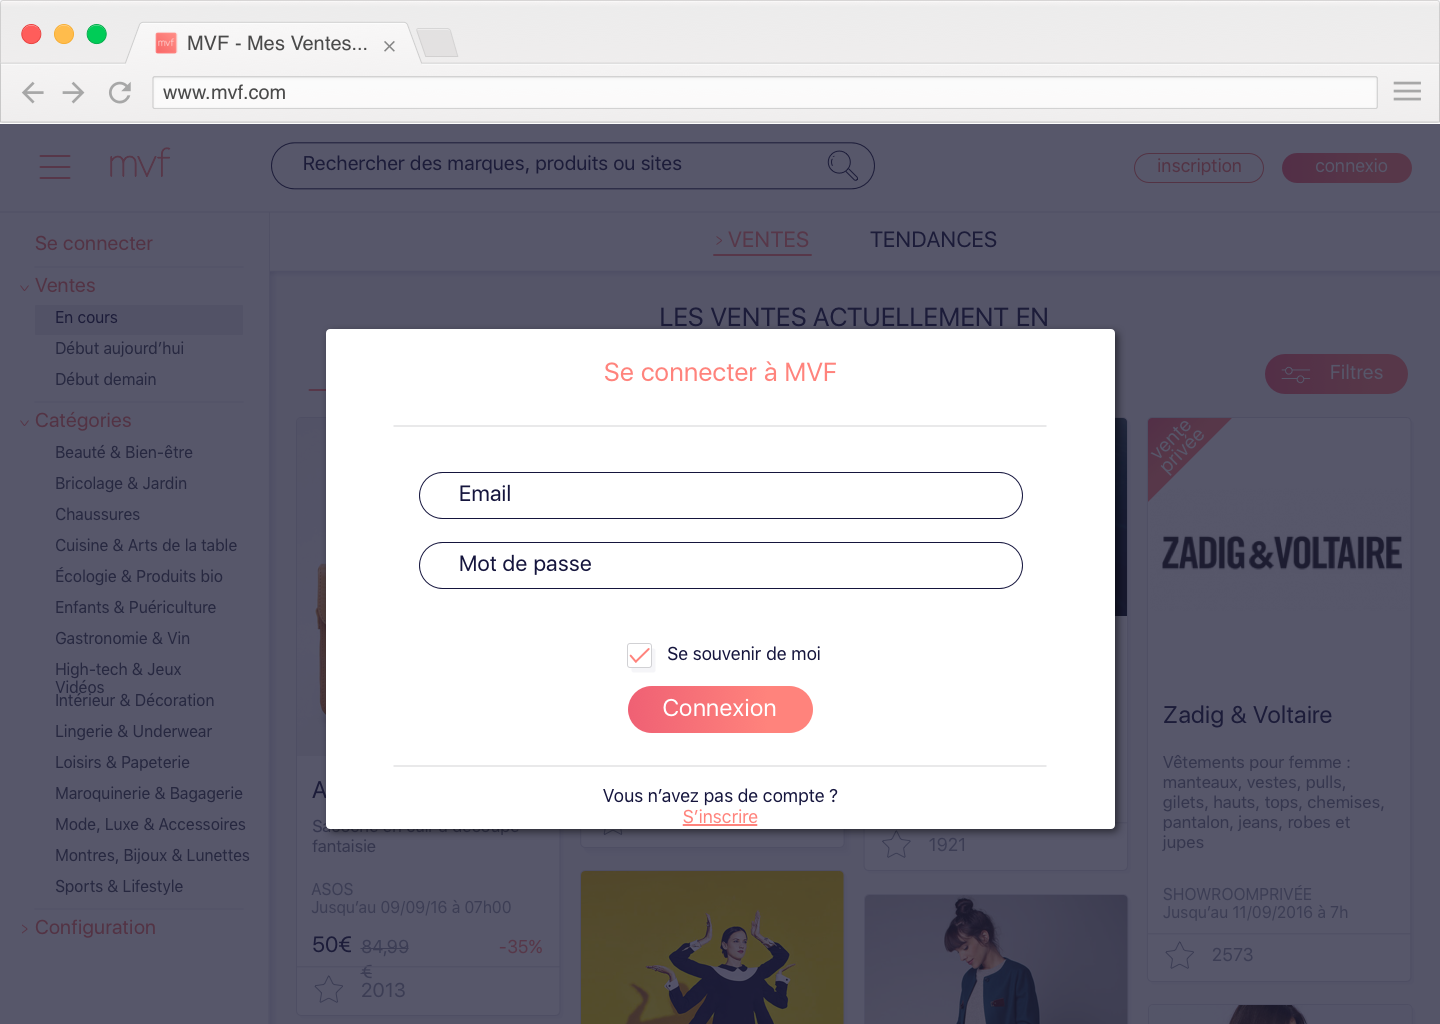 mvf MVF - Mes Ventes...
www.mvf.com
mvf
Rechercher des marques, produits ou sites
inscription
connexio
Se connecter
Ventes
En cours
Début aujourd'hui
Début demain
Catégories
Beauté & Bien-être
Bricolage & Jardin
Chaussures
Cuisine & Arts de la table
Écologie & Produits bio
Enfants & Puériculture
Gastronomie & Vin
High-tech & Jeux
Vidéos
Intérieur & Décoration
Lingerie & Underwear
Loisirs & Papeterie
Maroquinerie & Bagagerie
Mode, Luxe & Accessoires
Montres, Bijoux & Lunettes
Sports & Lifestyle
> Configuration
> VENTES
TENDANCES
LES VENTES ACTUELLEMENT EN
Filtres
Se connecter à MVF
Email
Mot de passe
Se souvenir de moi
Connexion
Vous n'avez pas de compte ?
S'inscrire
A
fantaisie
ASOS
Jusqu'au 09/09/16 à 07h00
50€ 84,99 -35%
€
2013
1921
vente
privée
ZADIG & VOLTAIRE
Zadig & Voltaire
Vêtements pour femme :
manteaux, vestes, pulls,
gilets, hauts, tops, chemises,
pantalon, jeans, robes et
jupes
SHOWROOMPRIVÉE
Jusqu'au 11/09/2016 à 7h
2573